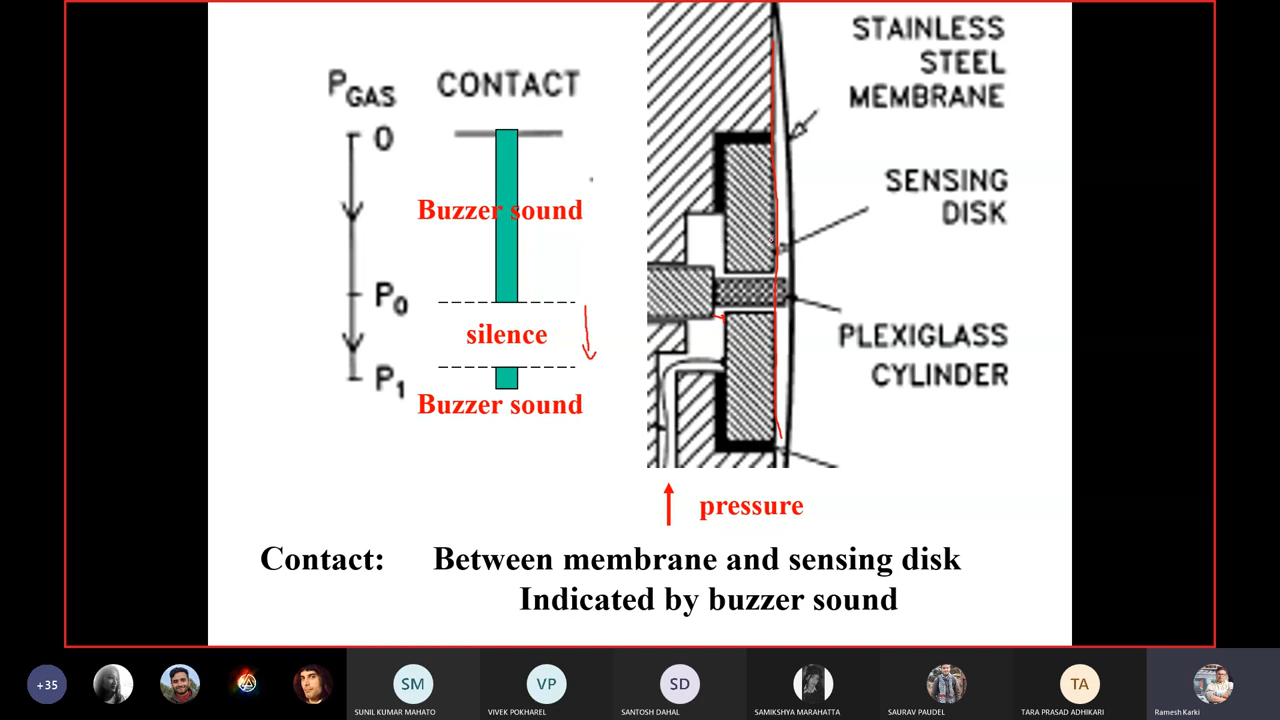 P GAS
CONTACT
0
Buzzer sound
P0
silence
P1
Buzzer sound
STAINLESS
STEEL
MEMBRANE
SENSING
DISK
PLEXIGLASS
CYLINDER
pressure
Contact: Between membrane and sensing disk
Indicated by buzzer sound
+35
SM
SUNIL KUMAR MAHATO
VP
VIVEK POKHAREL
SD
SANTOSH DAHAL
SAMIKSHYA MARAHATTA
SAURAV PAUDEL
TA
TARA PRASAD ADHIKARI
Ramesh Karki